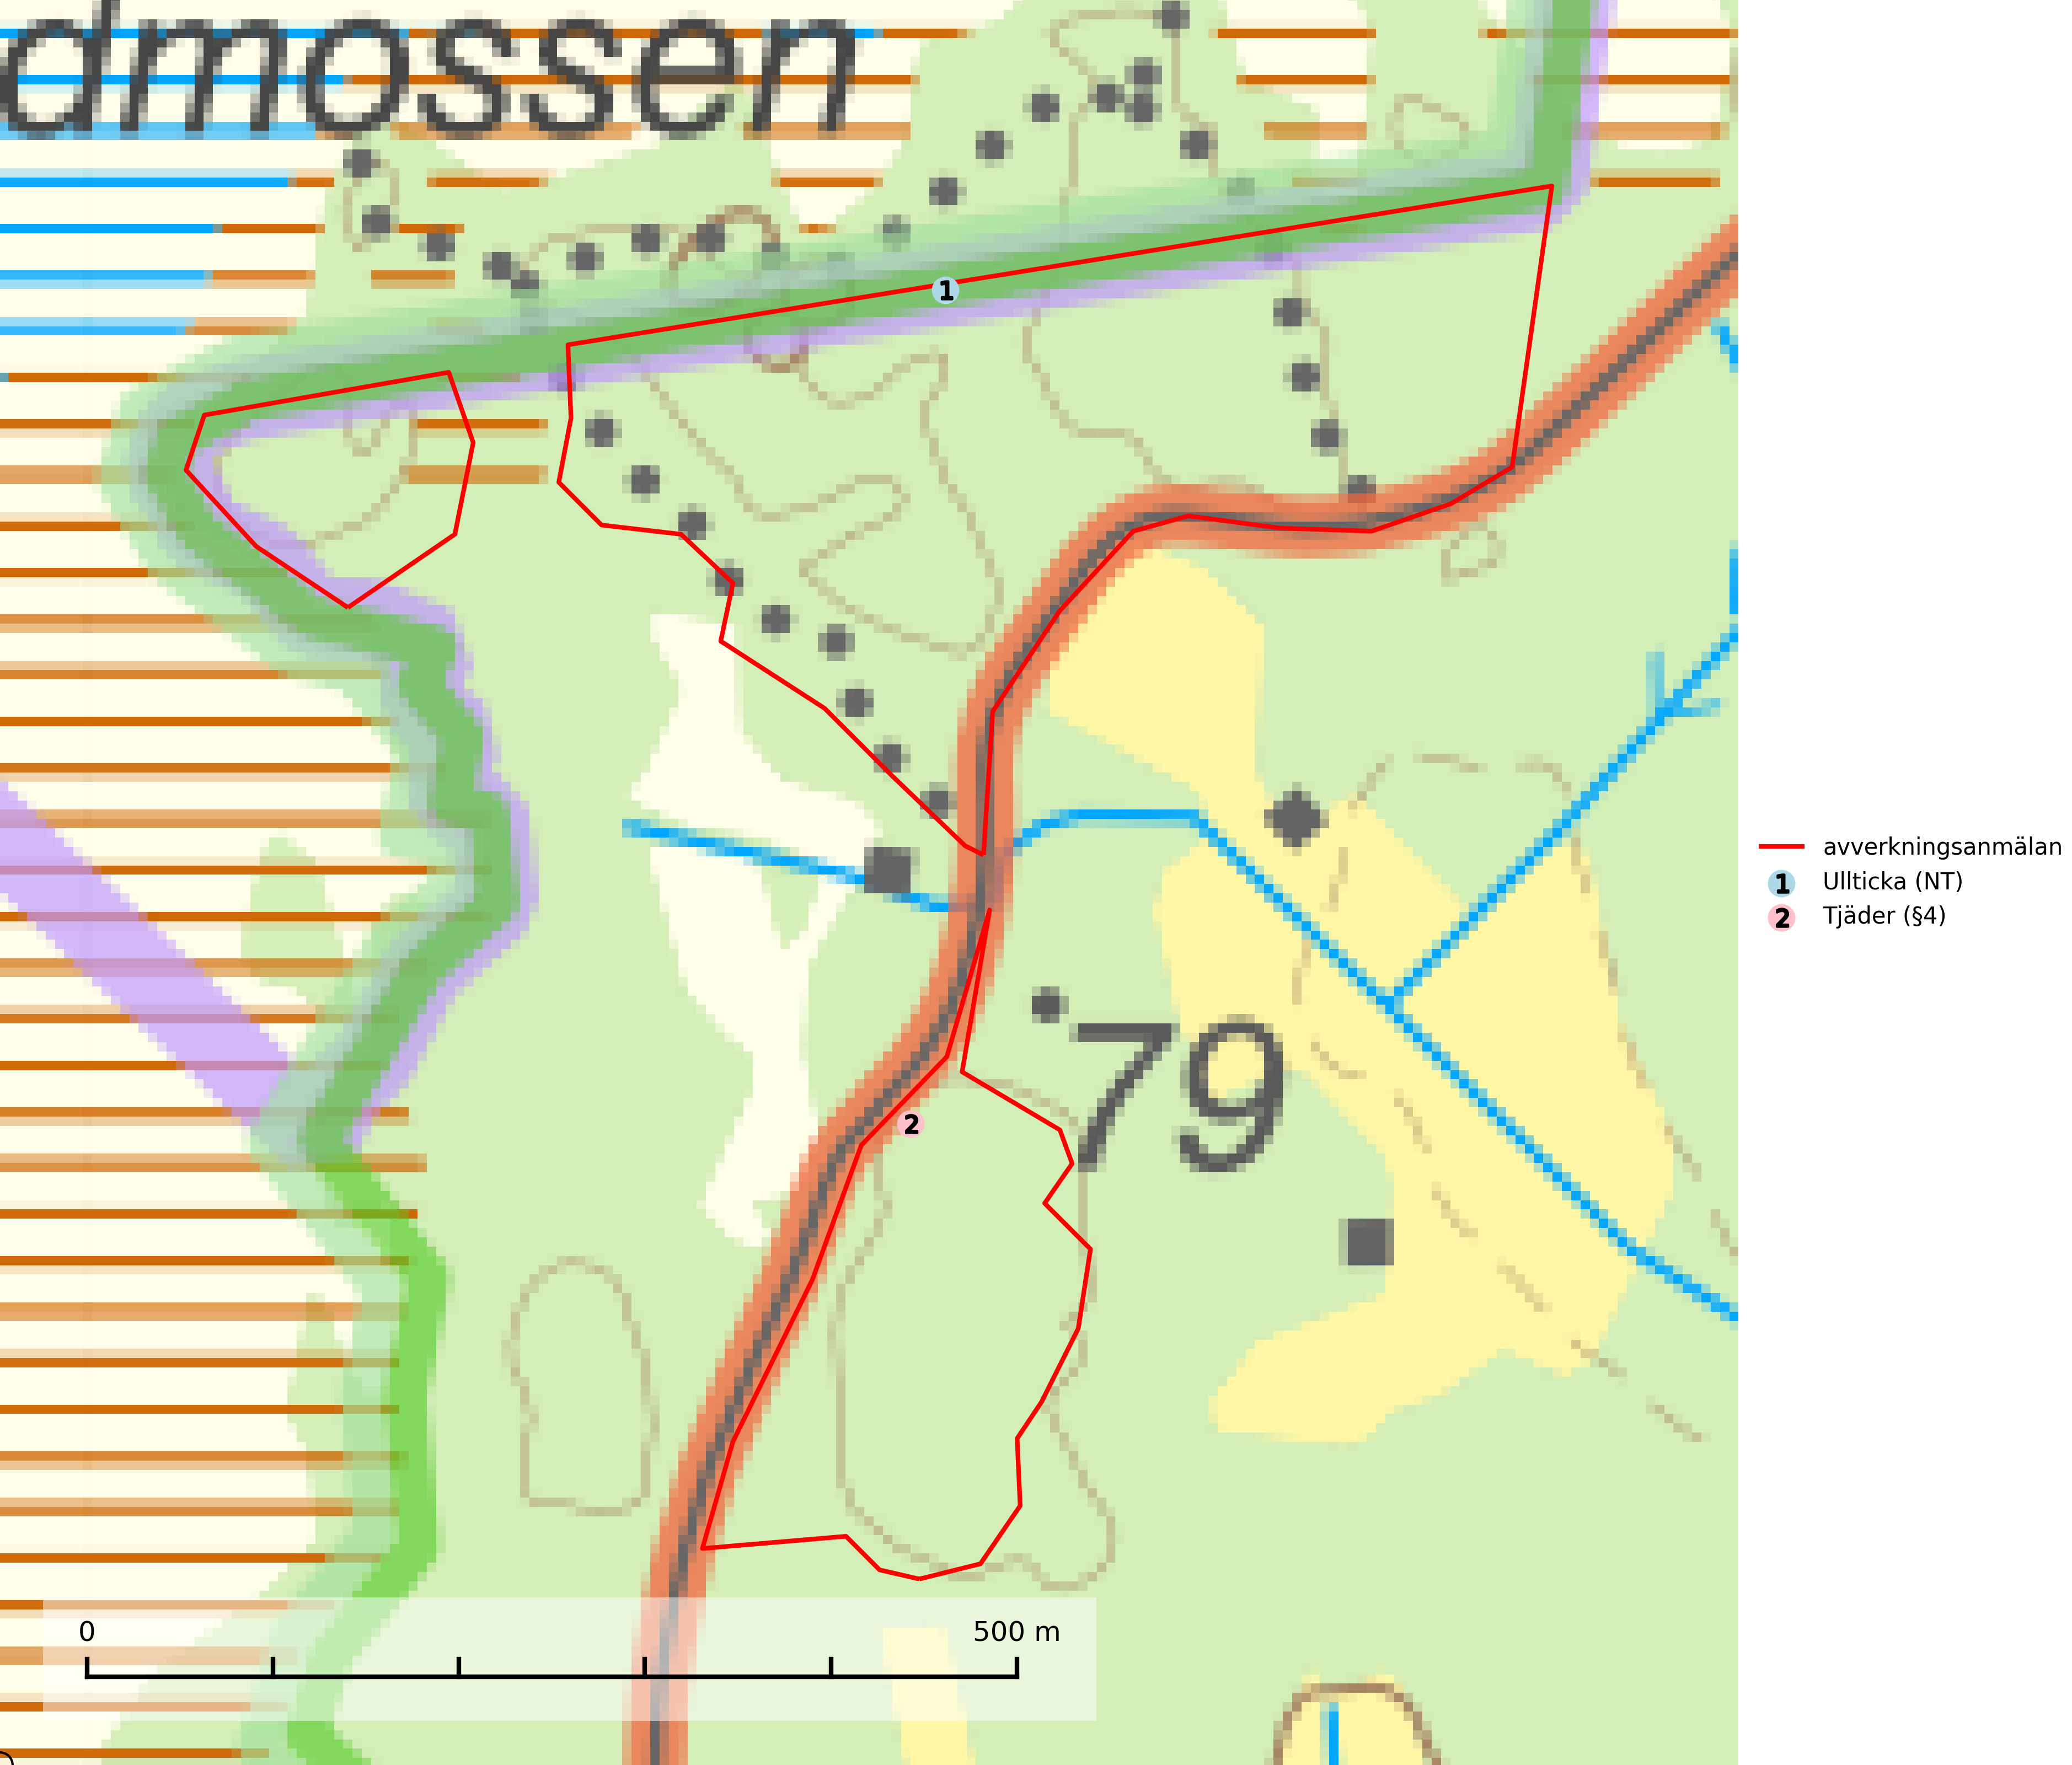 dmossen
1
avverkningsanmälan
1 Ullticka (NT)
2 Tjäder (§4)
79
2
0 500 m